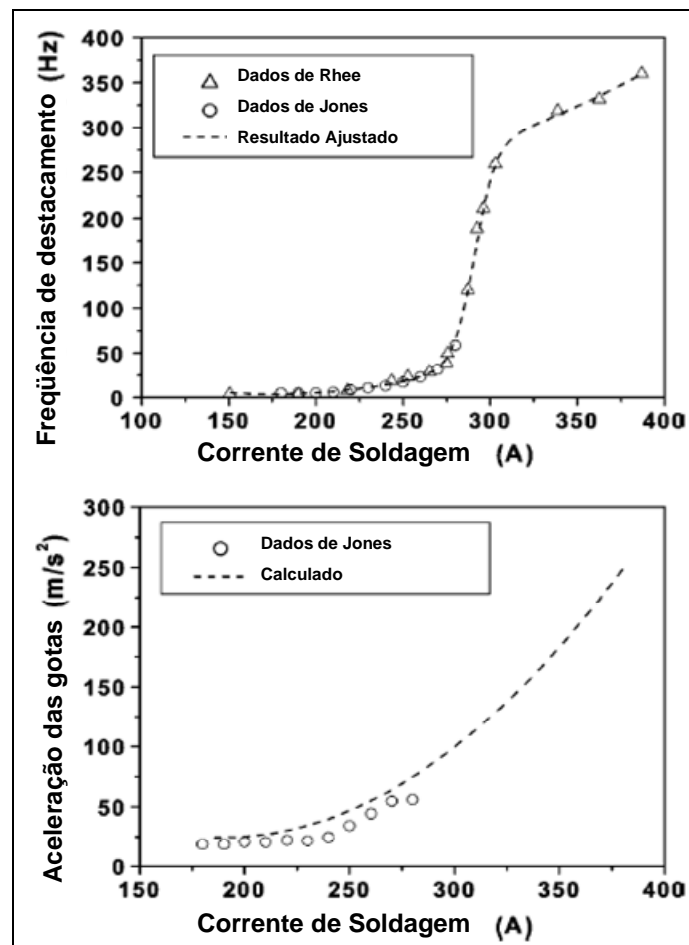 Freqüência de destacamento (Hz)
400
350
300
250
200
150
100
50
0
Dados de Rhee
Dados de Jones
Resultado Ajustado
100 150 200 250 300 350 400
Corrente de Soldagem (A)
Aceleração das gotas (m/s²)
300
250
200
150
100
50
0
Dados de Jones
Calculado
150 200 250 300 350 400
Corrente de Soldagem (A)